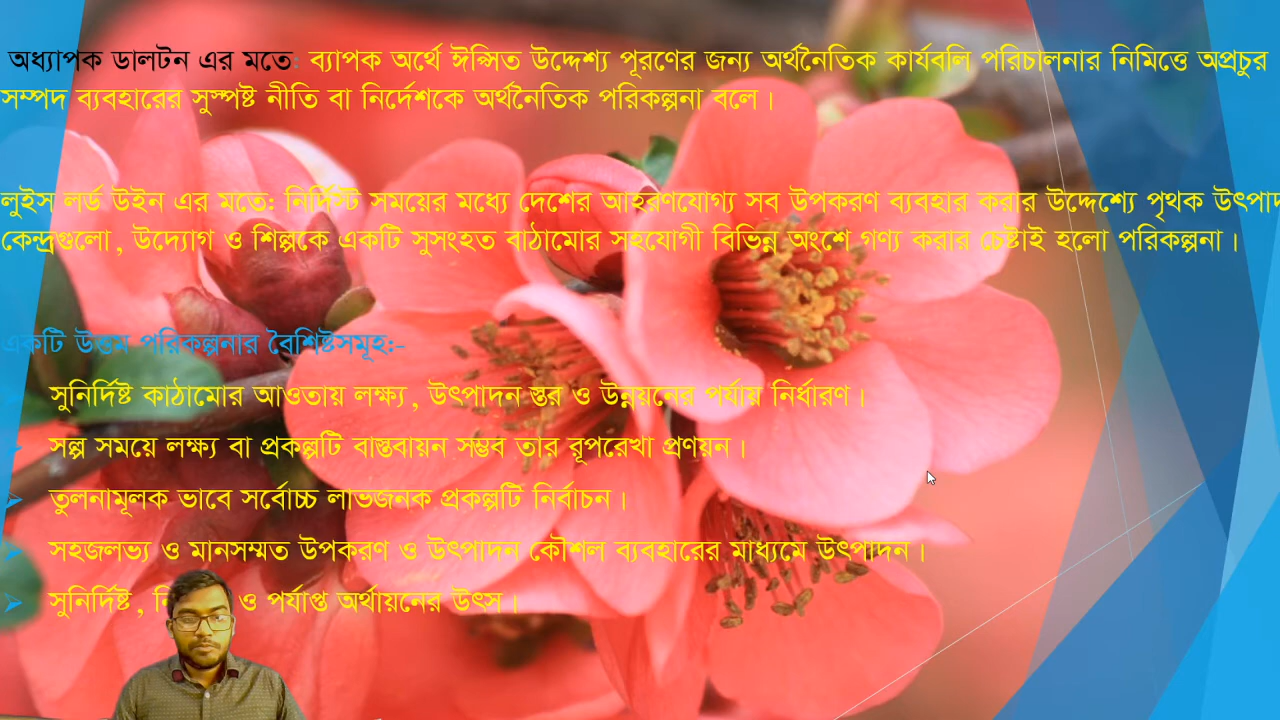 অধ্যাপক ডালটন এর মতে: ব্যাপক অর্থে ঈপ্সিত উদ্দেশ্য পূরণের জন্য অর্থনৈতিক কার্যবলি পরিচালনার নিমিত্তে অপ্রচুর
সম্পদ ব্যবহারের সুস্পষ্ট নীতি বা নির্দেশকে অর্থনৈতিক পরিকল্পনা বলে।
লুইস লর্ড উইন এর মতে: নির্দিস্ট সময়ের মধ্যে দেশের আহরণযোগ্য সব উপকরণ ব্যবহার করার উদ্দেশ্যে পৃথক উৎপাদ
কেন্দ্রগুলো, উদ্যোগ ও শিল্পকে একটি সুসংহত বাঠামোর সহযোগী বিভিন্ন অংশে গণ্য করার চেষ্টাই হলো পরিকল্পনা।
একটি উত্তম পরিকল্পনার বৈশিষ্টসমূহ:-
সুনির্দিষ্ট কাঠামোর আওতায় লক্ষ্য, উৎপাদন স্তর ও উন্নয়নের পর্যায় নির্ধারণ।
সল্প সময়ে লক্ষ্য বা প্রকল্পটি বাস্তবায়ন সম্ভব তার রূপরেখা প্রণয়ন।
তুলনামূলক ভাবে সর্বোচ্চ লাভজনক প্রকল্পটি নির্বাচন।
সহজলভ্য ও মানসম্মত উপকরণ ও উৎপাদন কৌশল ব্যবহারের মাধ্যমে উৎপাদন।
সুনির্দিষ্ট, ও পর্যাপ্ত অর্থায়নের উৎস।